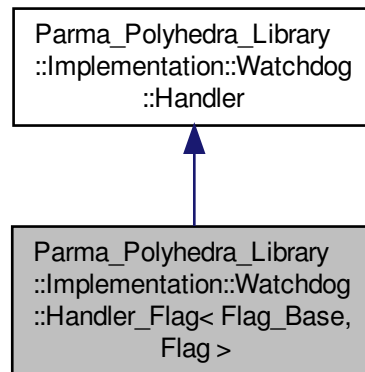 Parma_Polyhedra_Library
::Implementation::Watchdog
::Handler
Parma_Polyhedra_Library
::Implementation::Watchdog
::Handler_Flag< Flag_Base,
Flag >